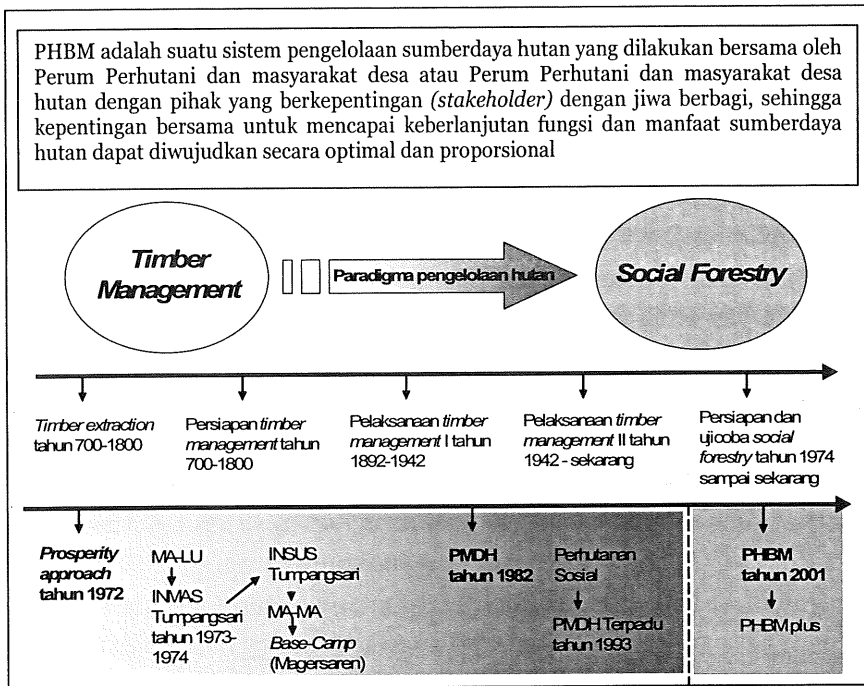 PHBM adalah suatu sistem pengelolaan sumberdaya hutan yang dilakukan bersama oleh
Perum Perhutani dan masyarakat desa atau Perum Perhutani dan masyarakat desa
hutan dengan pihak yang berkepentingan (stakeholder) dengan jiwa berbagi, sehingga
kepentingan bersama untuk mencapai keberlanjutan fungsi dan manfaat sumberdaya
hutan dapat diwujudkan secara optimal dan proporsional
Timber
Management
Paradigma pengelolaan hutan
Social Forestry
Timber extraction
tahun 700-1800
Persiapan timber
management tahun
700-1800
Pelaksanaan timber
management I tahun
1892-1942
Pelaksanaan timber
management II tahun
1942 - sekarang
Persiapan dan
ujicoba social
forestry tahun 1974
sampai sekarang
Prosperity
approach
tahun 1972
MA-LU
INMAS
Tumpangsari
tahun 1973-
1974
INSUS
Tumpangsari
MA-MA
Base-Camp
(Magersaren)
PMDH
tahun 1982
Perhutanan
Sosial
PMDH Terpadu
tahun 1993
PHBM
tahun 2001
PHBM plus